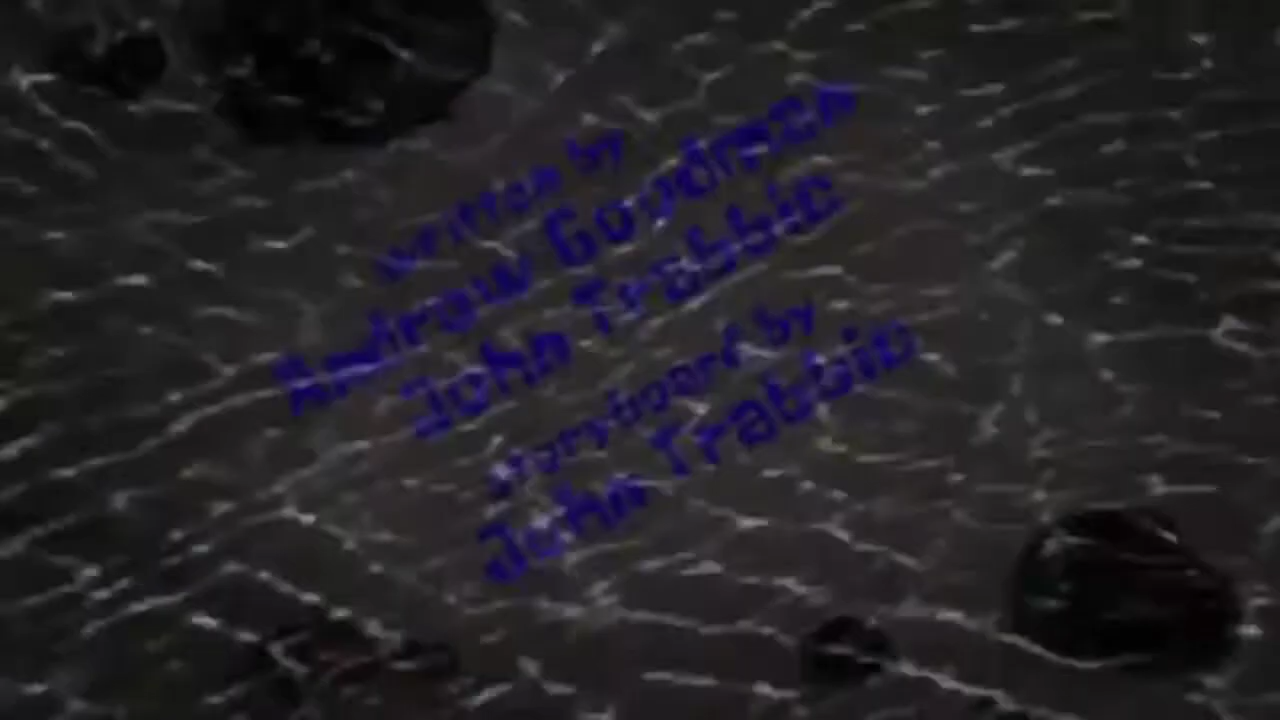 written by
Andrew Goodman
John Trabbic
storyboard by
John Trabbic